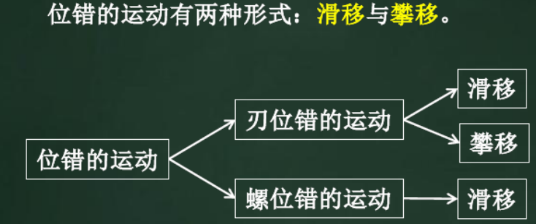 位错的运动有两种形式：滑移与攀移。
滑移
刃位错的运动
攀移
位错的运动
螺位错的运动
滑移